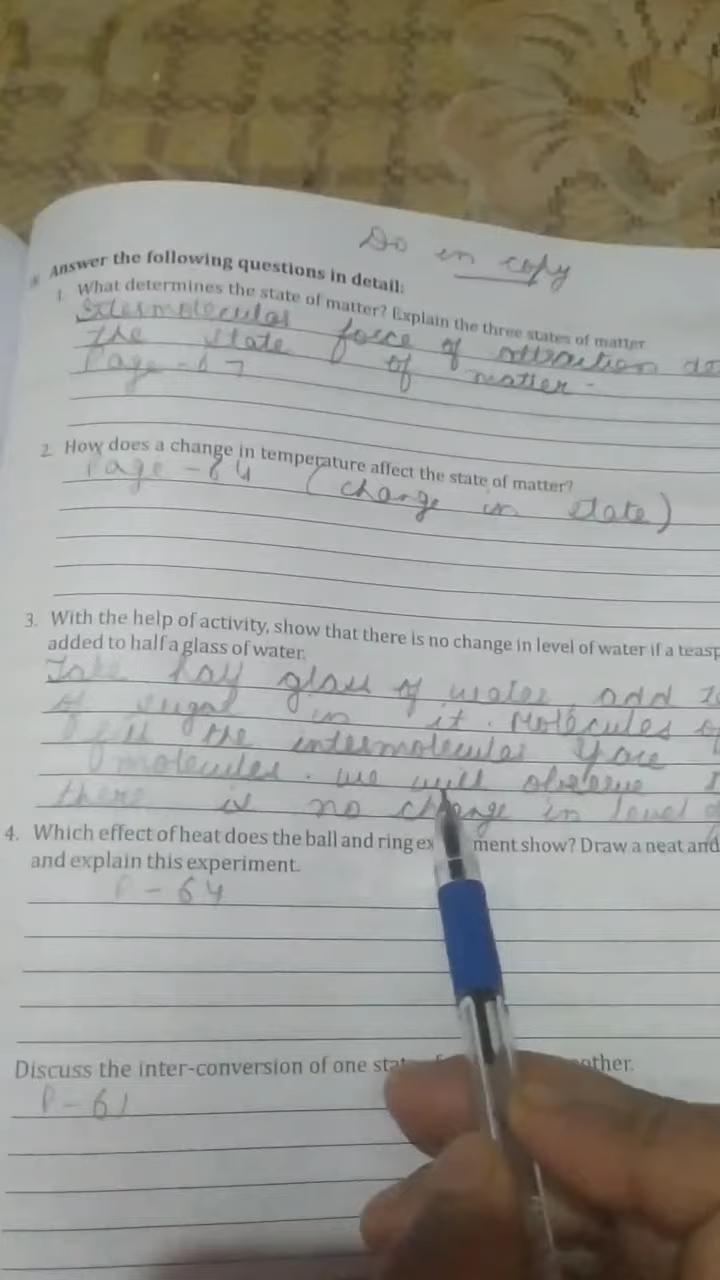 Do in copy
Answer the following questions in detail:
1. What determines the state of matter? Explain the three states of matter
Intermolecular force of attraction de
the state of matter.
Page - 6
2. How does a change in temperature affect the state of matter?
Page - 64 (change in state)
3. With the help of activity, show that there is no change in level of water if a teasp
added to half a glass of water.
Take half glass of water add
of sugar in it. Molecules of
fill the intermolecular
molecules. we will observe
there is no change in level
4. Which effect of heat does the ball and ring ex ment show? Draw a neat and
and explain this experiment.
P - 64
Discuss the inter-conversion of one other.
P - 61